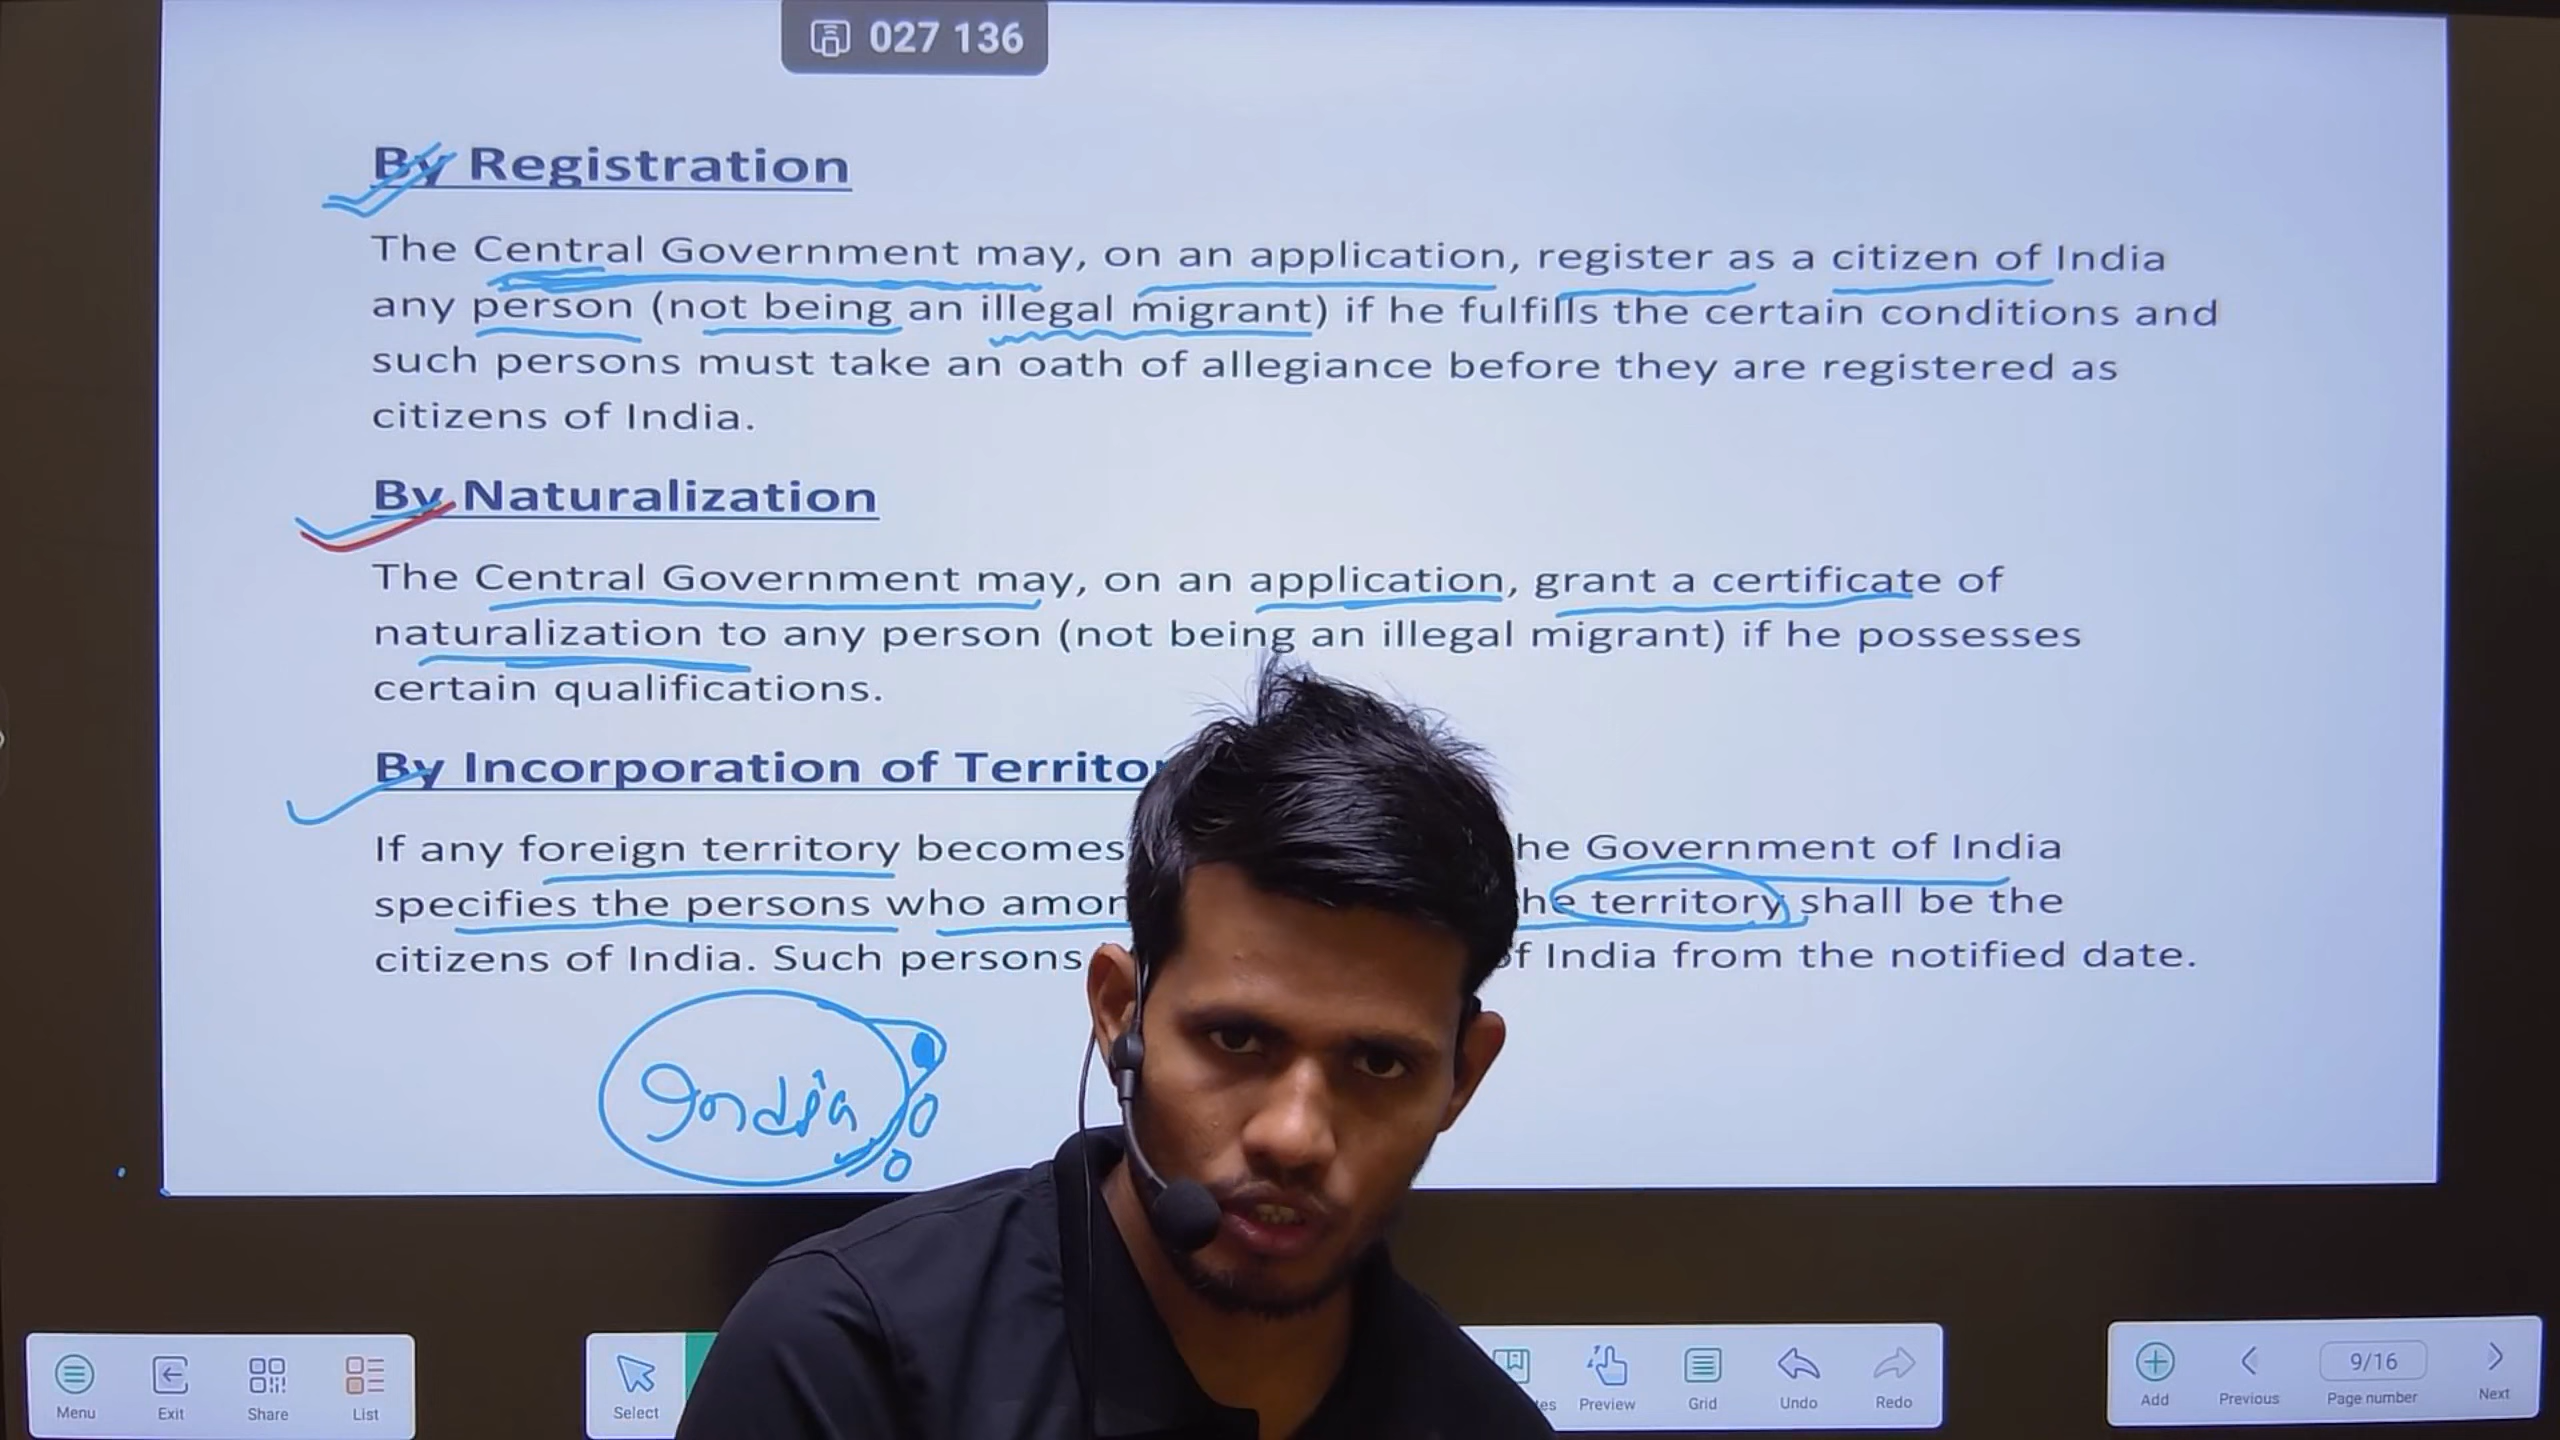 027 136
By Registration
The Central Government may, on an application, register as a citizen of India
any person (not being an illegal migrant) if he fulfills the certain conditions and
such persons must take an oath of allegiance before they are registered as
citizens of India.
By Naturalization
The Central Government may, on an application, grant a certificate of
naturalization to any person (not being an illegal migrant) if he possesses
certain qualifications.
By Incorporation of
If any foreign territory becomes Government of India
specifies the persons who territory shall be the
citizens of India. Such persons of India from the notified date.
India
Menu Exit Share List Select Preview Grid Undo Redo Add Previous 9/16 Page number Next